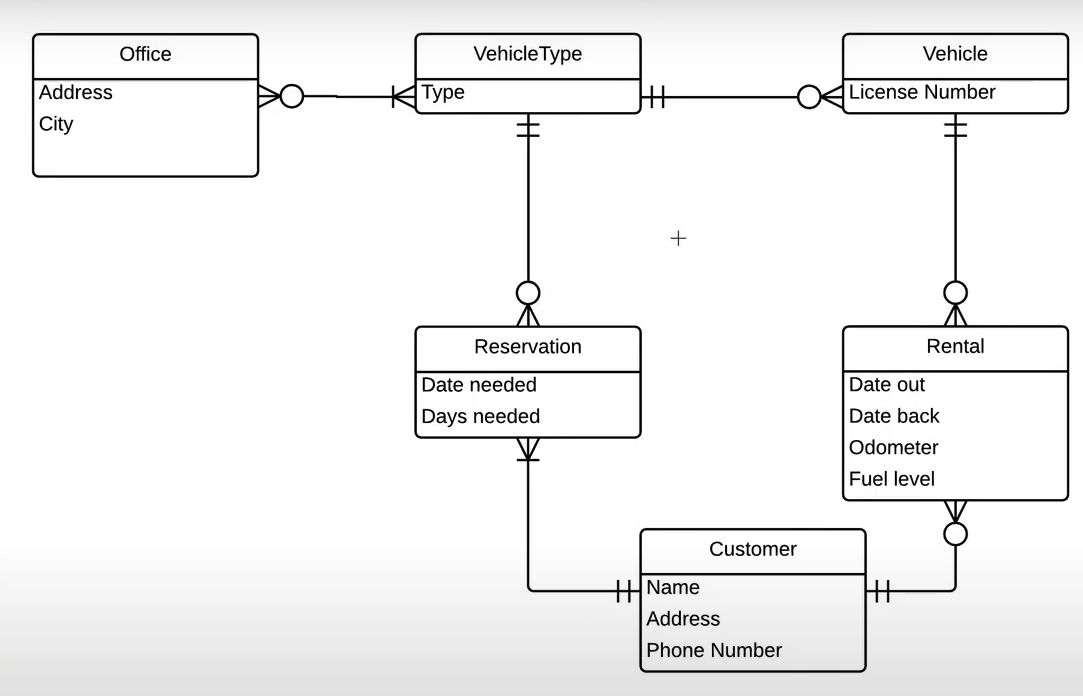 Office
Address
City
VehicleType
Type
Vehicle
License Number
Reservation
Date needed
Days needed
Rental
Date out
Date back
Odometer
Fuel level
Customer
Name
Address
Phone Number